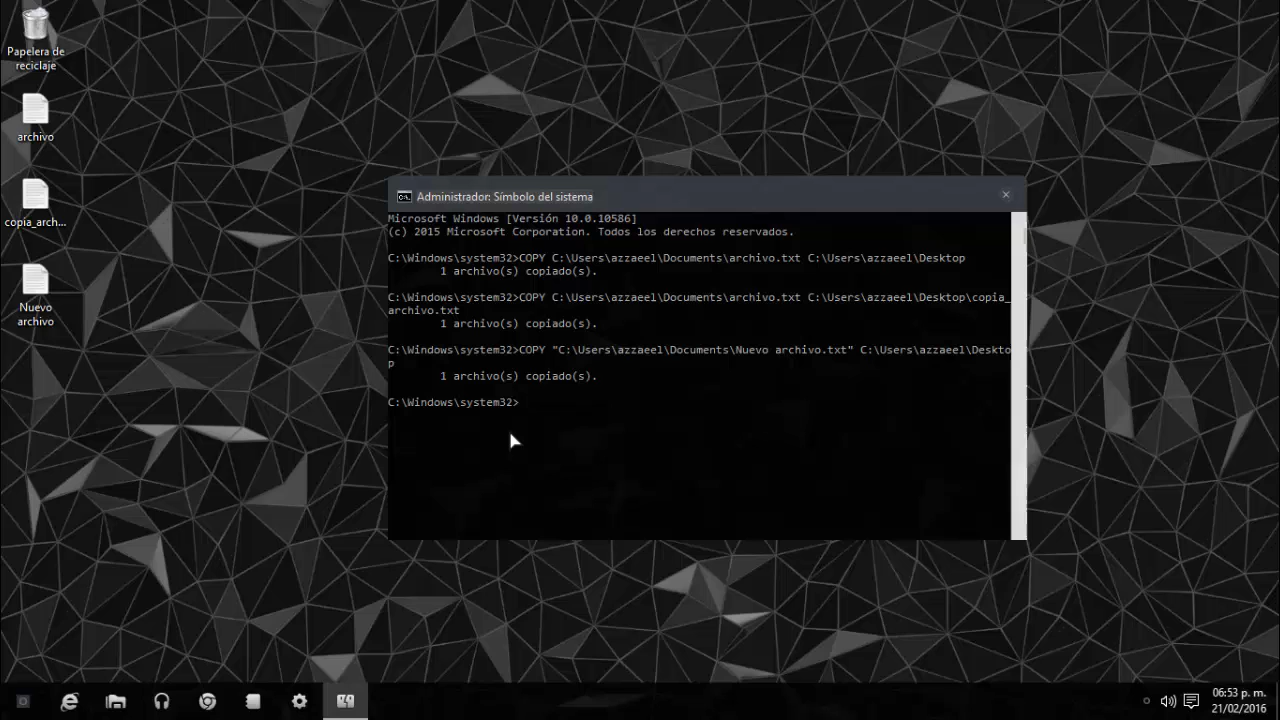 Papelera de
reciclaje
archivo
copia_arch...
Nuevo
archivo
Administrador: Símbolo del sistema
Microsoft Windows [Versión 10.0.10586]
(c) 2015 Microsoft Corporation. Todos los derechos reservados.
C:\Windows\system32>COPY C:\Users\azzaeel\Documents\archivo.txt C:\Users\azzaeel\Desktop
1 archivo(s) copiado(s).
C:\Windows\system32>COPY C:\Users\azzaeel\Documents\archivo.txt C:\Users\azzaeel\Desktop\copia_
archivo.txt
1 archivo(s) copiado(s).
C:\Windows\system32>COPY "C:\Users\azzaeel\Documents\Nuevo archivo.txt" C:\Users\azzaeel\Deskto
p
1 archivo(s) copiado(s).
C:\Windows\system32>
06:53 p. m.
21/02/2016